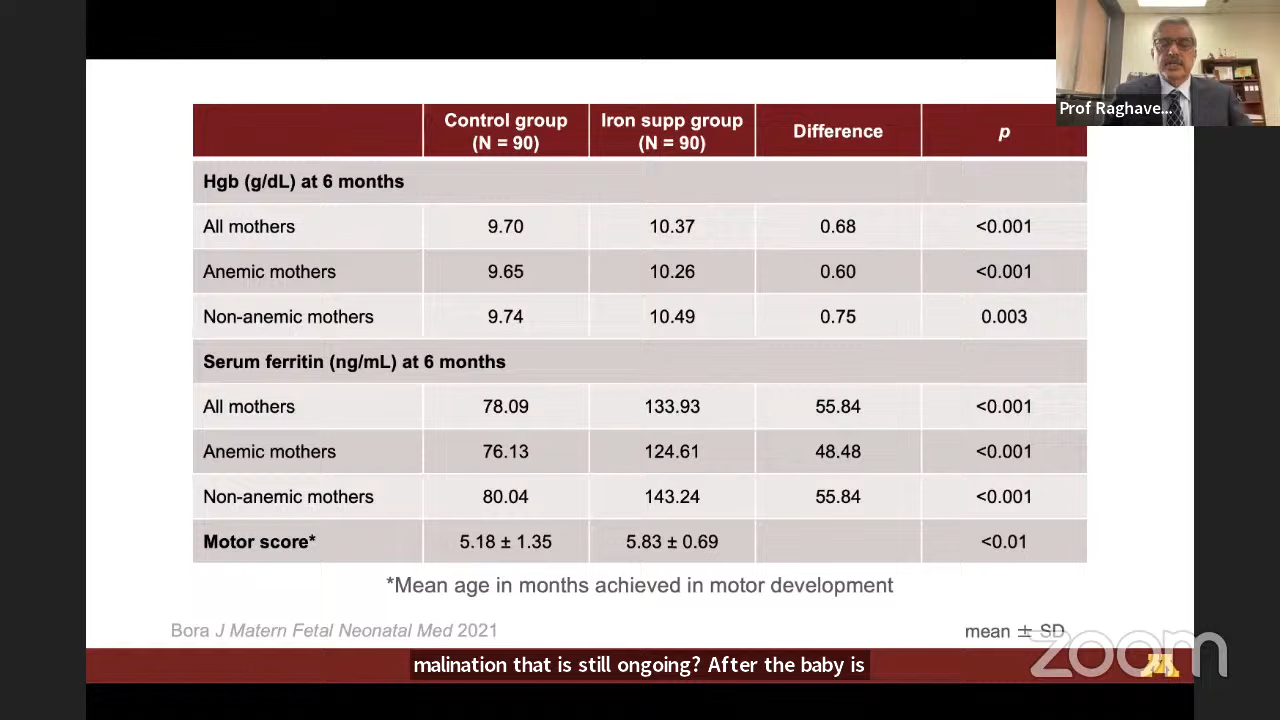 Prof Raghave...
Control group (N = 90) Iron supp group (N = 90) Difference p
Hgb (g/dL) at 6 months
All mothers 9.70 10.37 0.68 <0.001
Anemic mothers 9.65 10.26 0.60 <0.001
Non-anemic mothers 9.74 10.49 0.75 0.003
Serum ferritin (ng/mL) at 6 months
All mothers 78.09 133.93 55.84 <0.001
Anemic mothers 76.13 124.61 48.48 <0.001
Non-anemic mothers 80.04 143.24 55.84 <0.001
Motor score* 5.18 ± 1.35 5.83 ± 0.69 <0.01
*Mean age in months achieved in motor development
Bora J Matern Fetal Neonatal Med 2021 mean ± SD
malination that is still ongoing? After the baby is
zoom